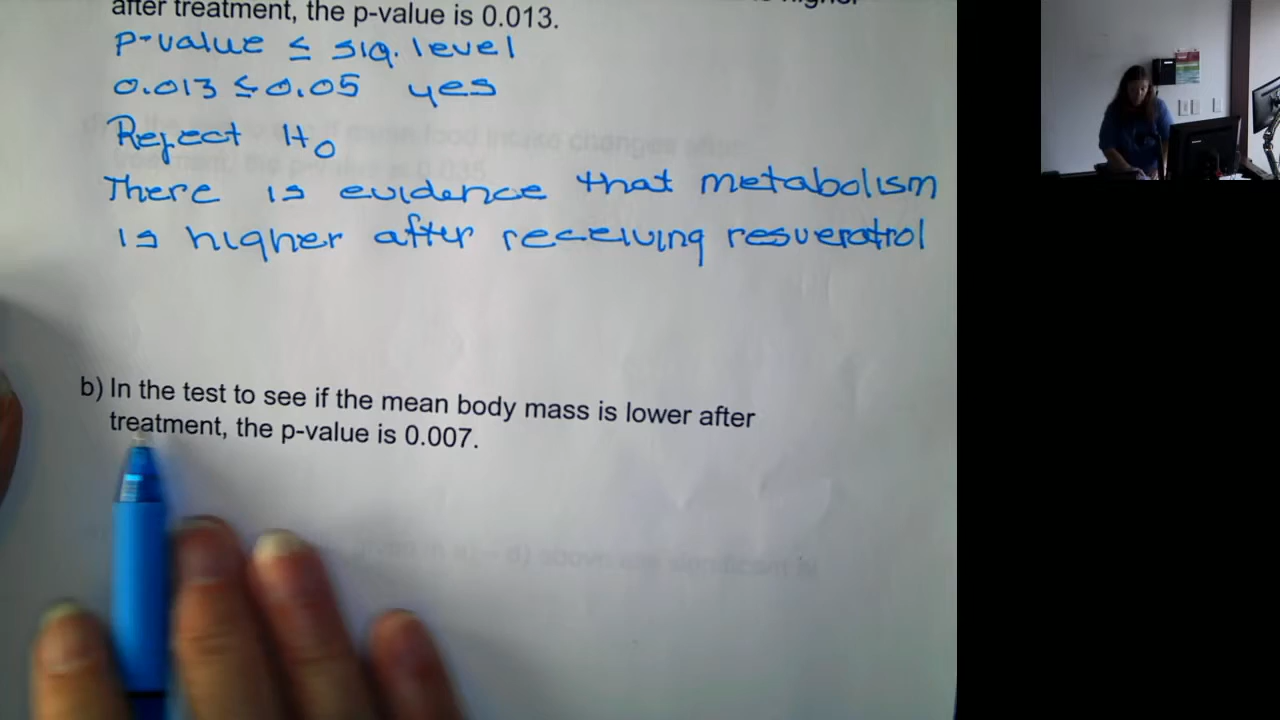 after treatment, the p-value is 0.013.
p-value ≤ sig. level
0.013 ≤ 0.05 yes
Reject H0
There is evidence that metabolism
is higher after receiving resveratrol
b) In the test to see if the mean body mass is lower after
treatment, the p-value is 0.007.